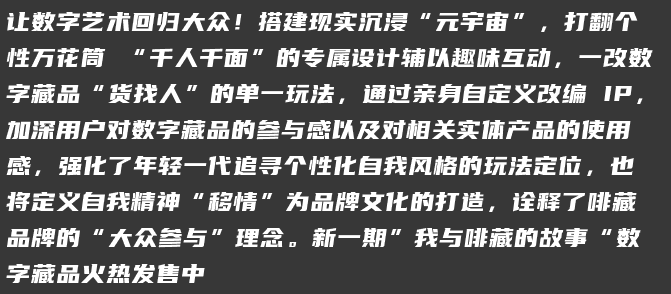 让数字艺术回归大众！搭建现实沉浸“元宇宙”，打翻个
性万花筒 “千人千面”的专属设计辅以趣味互动，一改数
字藏品“货找人”的单一玩法，通过亲身自定义改编 IP，
加深用户对数字藏品的参与感以及对相关实体产品的使用
感，强化了年轻一代追寻个性化自我风格的玩法定位，也
将定义自我精神“移情”为品牌文化的打造，诠释了啡藏
品牌的“大众参与”理念。新一期”我与啡藏的故事“数
字藏品火热发售中